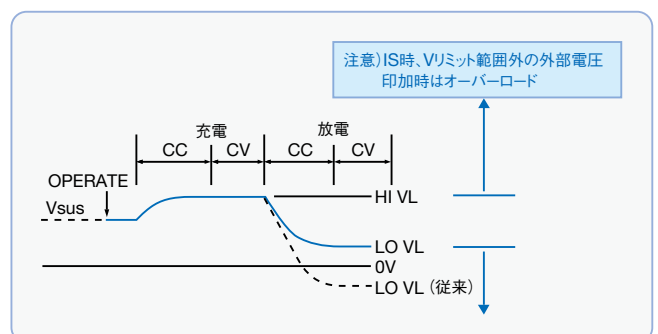 注意)IS時、Vリミット範囲外の外部電圧
印加時はオーバーロード
充電
放電
CC
CV
CC
CV
OPERATE
Vsus
HI VL
LO VL
0V
LO VL (従来)